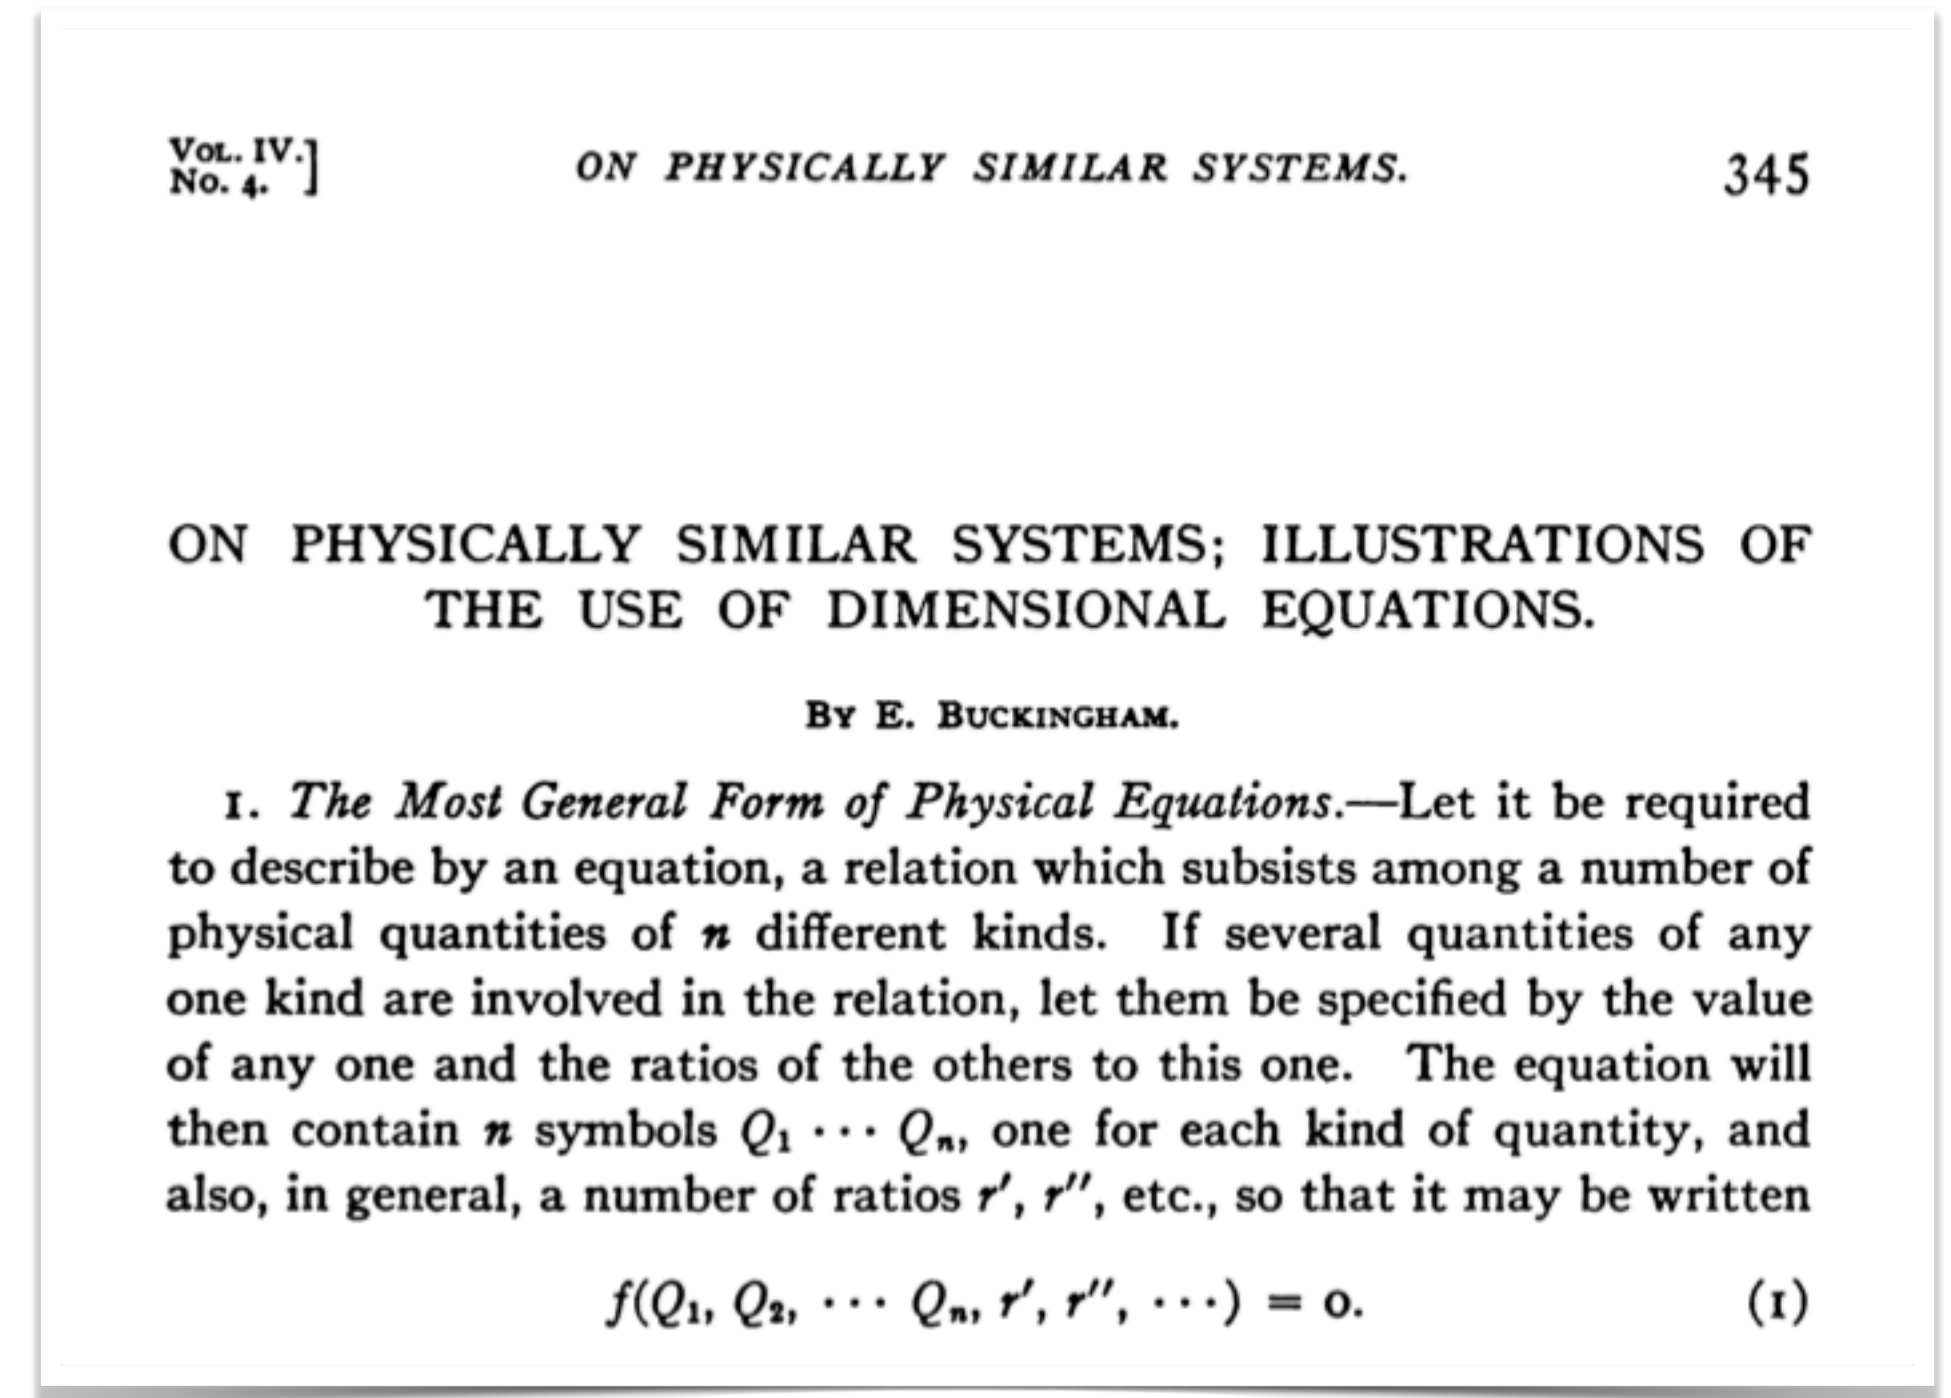 VOL. IV.]
NO. 4. ]
ON PHYSICALLY SIMILAR SYSTEMS.
345
ON PHYSICALLY SIMILAR SYSTEMS; ILLUSTRATIONS OF
THE USE OF DIMENSIONAL EQUATIONS.
BY E. BUCKINGHAM.
1. The Most General Form of Physical Equations.—Let it be required
to describe by an equation, a relation which subsists among a number of
physical quantities of n different kinds. If several quantities of any
one kind are involved in the relation, let them be specified by the value
of any one and the ratios of the others to this one. The equation will
then contain n symbols Q₁ ··· Qₙ, one for each kind of quantity, and
also, in general, a number of ratios r′, r″, etc., so that it may be written
f(Q₁, Q₂, ··· Qₙ, r′, r″, ···) = 0. (1)